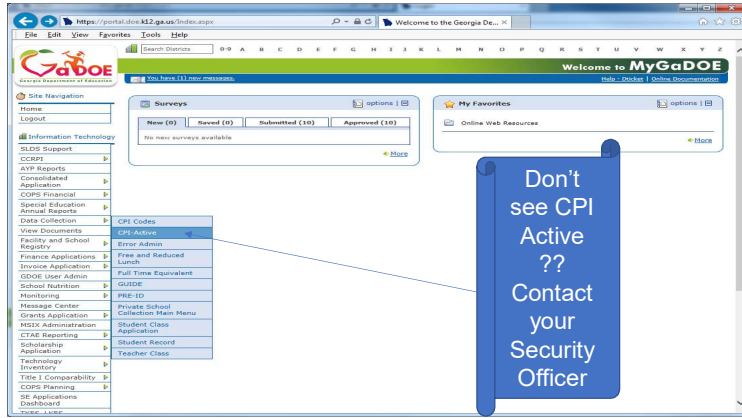 https://portal.doe.k12.ga.us/Index.aspx
Welcome to the Georgia De...
File Edit View Favorites Tools Help
Search Districts 0-9 A B C D E F G H I J K L M N O P Q R S T U V W X Y Z
GaDOE
Georgia Department of Education
Welcome to MyGaDOE
You have (1) new messages.
Help - Dticket | Online Documentation
Site Navigation
Home
Logout
Information Technology
SLDS Support
CCRPI
AYP Reports
Consolidated
Application
COPS Financial
Special Education
Annual Reports
Data Collection
View Documents
Facility and School
Registry
Finance Applications
Invoice Application
GDOE User Admin
School Nutrition
Monitoring
Message Center
Grants Application
MSIX Administration
CTAE Reporting
Scholarship
Application
Technology
Inventory
Title I Comparability
COPS Planning
SE Applications
Dashboard
CPI Codes
CPI-Active
Error Admin
Free and Reduced
Lunch
Full Time Equivalent
GUIDE
PRE-ID
Private School
Collection Main Menu
Student Class
Application
Student Record
Teacher Class
Surveys
options |
New (0) Saved (0) Submitted (10) Approved (10)
No new surveys available
More
My Favorites
options |
Online Web Resources
More
Don't
see CPI
Active
??
Contact
your
Security
Officer